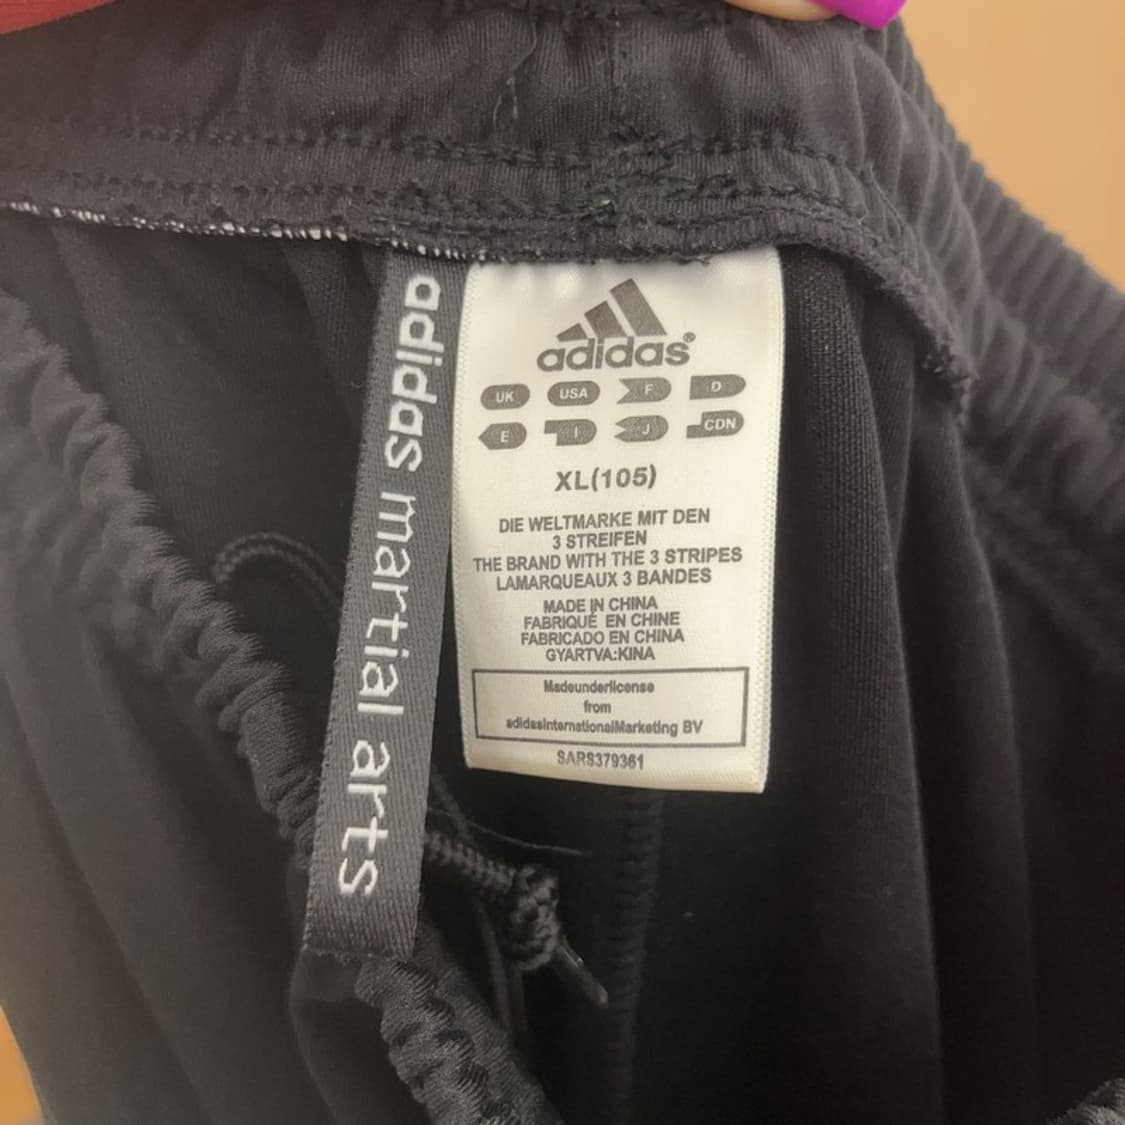 adidas martial arts
adidas®
UK USA F D
E I J CDN
XL(105)
DIE WELTMARKE MIT DEN
3 STREIFEN
THE BRAND WITH THE 3 STRIPES
LAMARQUEAUX 3 BANDES
MADE IN CHINA
FABRIQUÉ EN CHINE
FABRICADO EN CHINA
GYARTVA:KINA
Madeunderlicense
from
adidasInternationalMarketing BV
SARS379361